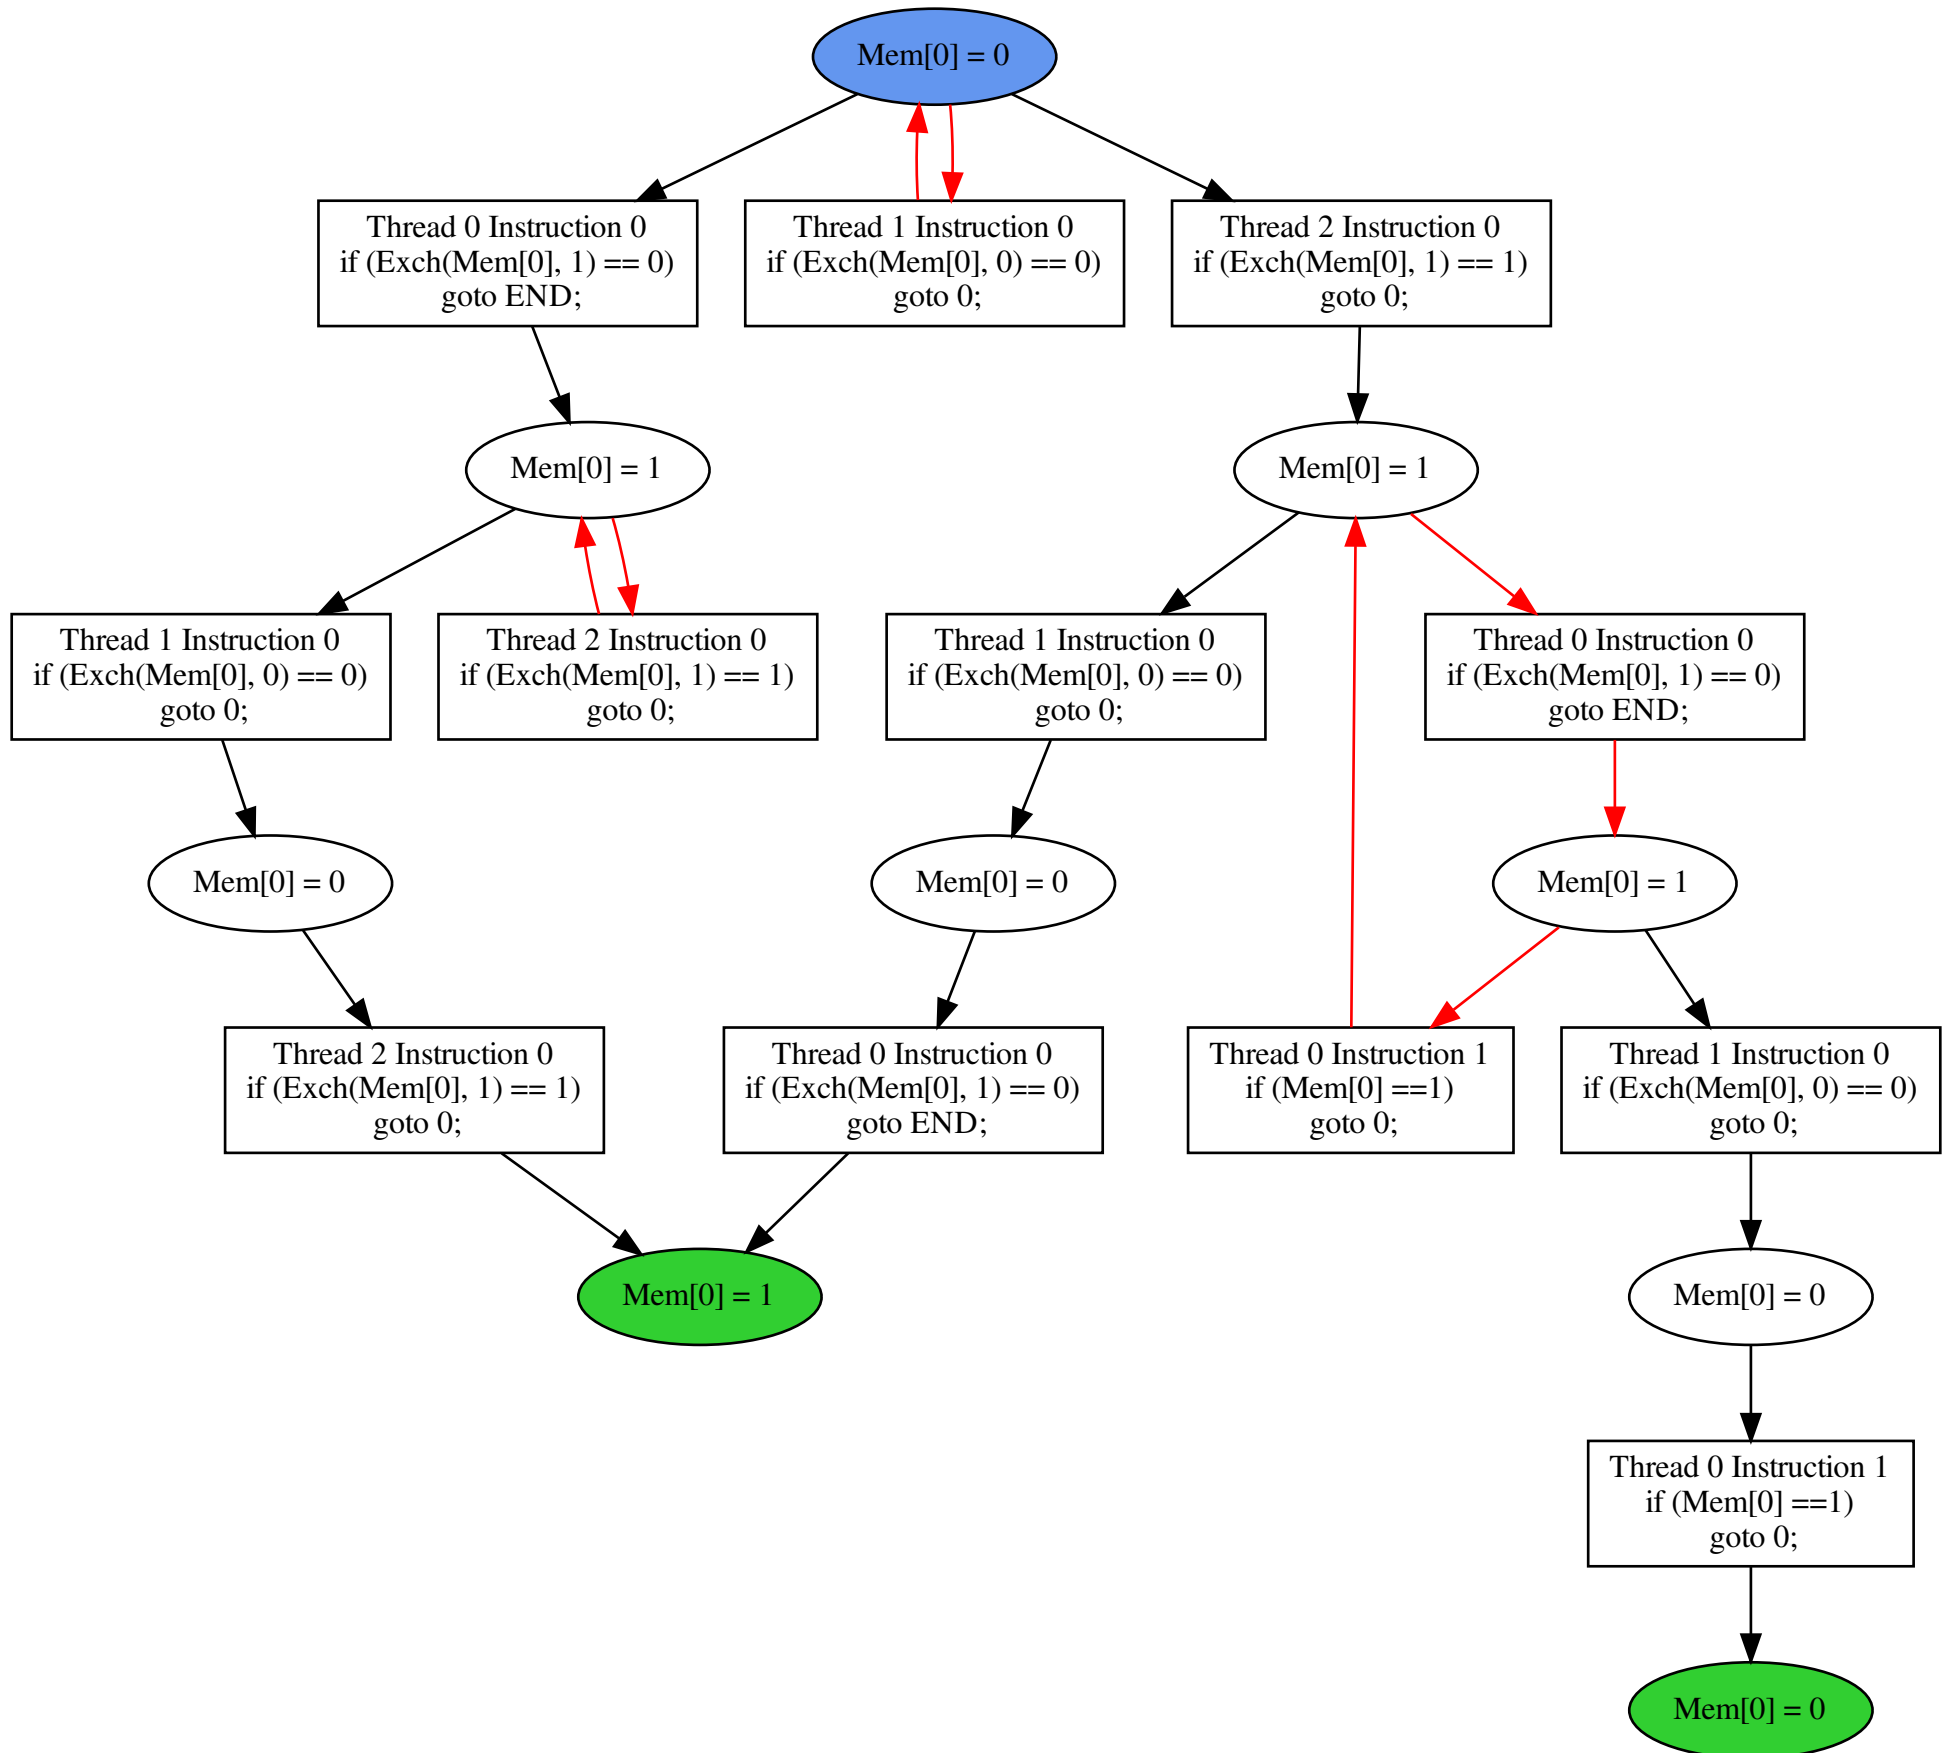 Mem[0] = 0
Thread 0 Instruction 0
if (Exch(Mem[0], 1) == 0)
goto END;
Thread 1 Instruction 0
if (Exch(Mem[0], 0) == 0)
goto 0;
Thread 2 Instruction 0
if (Exch(Mem[0], 1) == 1)
goto 0;
Mem[0] = 1
Mem[0] = 1
Thread 1 Instruction 0
if (Exch(Mem[0], 0) == 0)
goto 0;
Thread 2 Instruction 0
if (Exch(Mem[0], 1) == 1)
goto 0;
Thread 1 Instruction 0
if (Exch(Mem[0], 0) == 0)
goto 0;
Thread 0 Instruction 0
if (Exch(Mem[0], 1) == 0)
goto END;
Mem[0] = 0
Mem[0] = 0
Mem[0] = 1
Thread 2 Instruction 0
if (Exch(Mem[0], 1) == 1)
goto 0;
Thread 0 Instruction 0
if (Exch(Mem[0], 1) == 0)
goto END;
Thread 0 Instruction 1
if (Mem[0] ==1)
goto 0;
Thread 1 Instruction 0
if (Exch(Mem[0], 0) == 0)
goto 0;
Mem[0] = 1
Mem[0] = 0
Thread 0 Instruction 1
if (Mem[0] ==1)
goto 0;
Mem[0] = 0